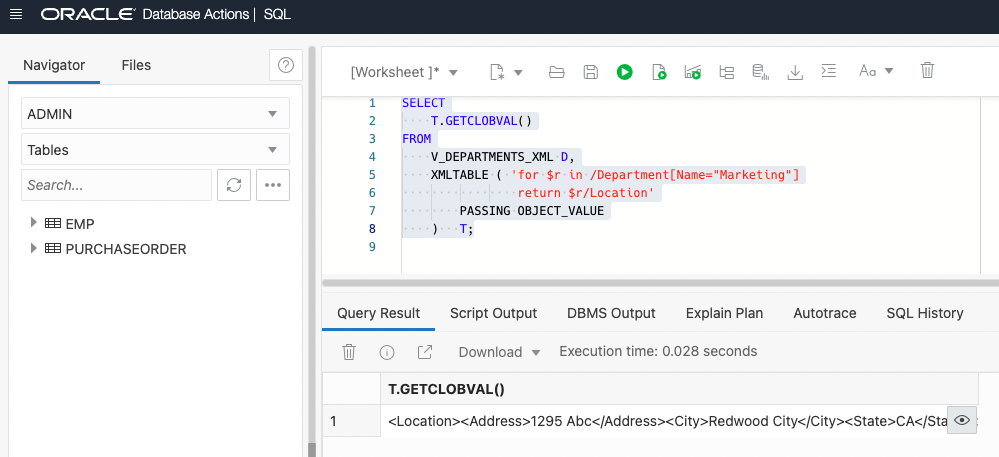 ORACLE Database Actions | SQL
Navigator Files
ADMIN
Tables
Search...
EMP
PURCHASEORDER
[Worksheet ]* Aa
1 SELECT
2 T.GETCLOBVAL()
3 FROM
4 V_DEPARTMENTS_XML D,
5 XMLTABLE ( 'for $r in /Department[Name="Marketing"]
6 return $r/Location'
7 PASSING OBJECT_VALUE
8 ) T;
9
Query Result Script Output DBMS Output Explain Plan Autotrace SQL History
Download Execution time: 0.028 seconds
T.GETCLOBVAL()
1 <Location><Address>1295 Abc</Address><City>Redwood City</City><State>CA</Sta